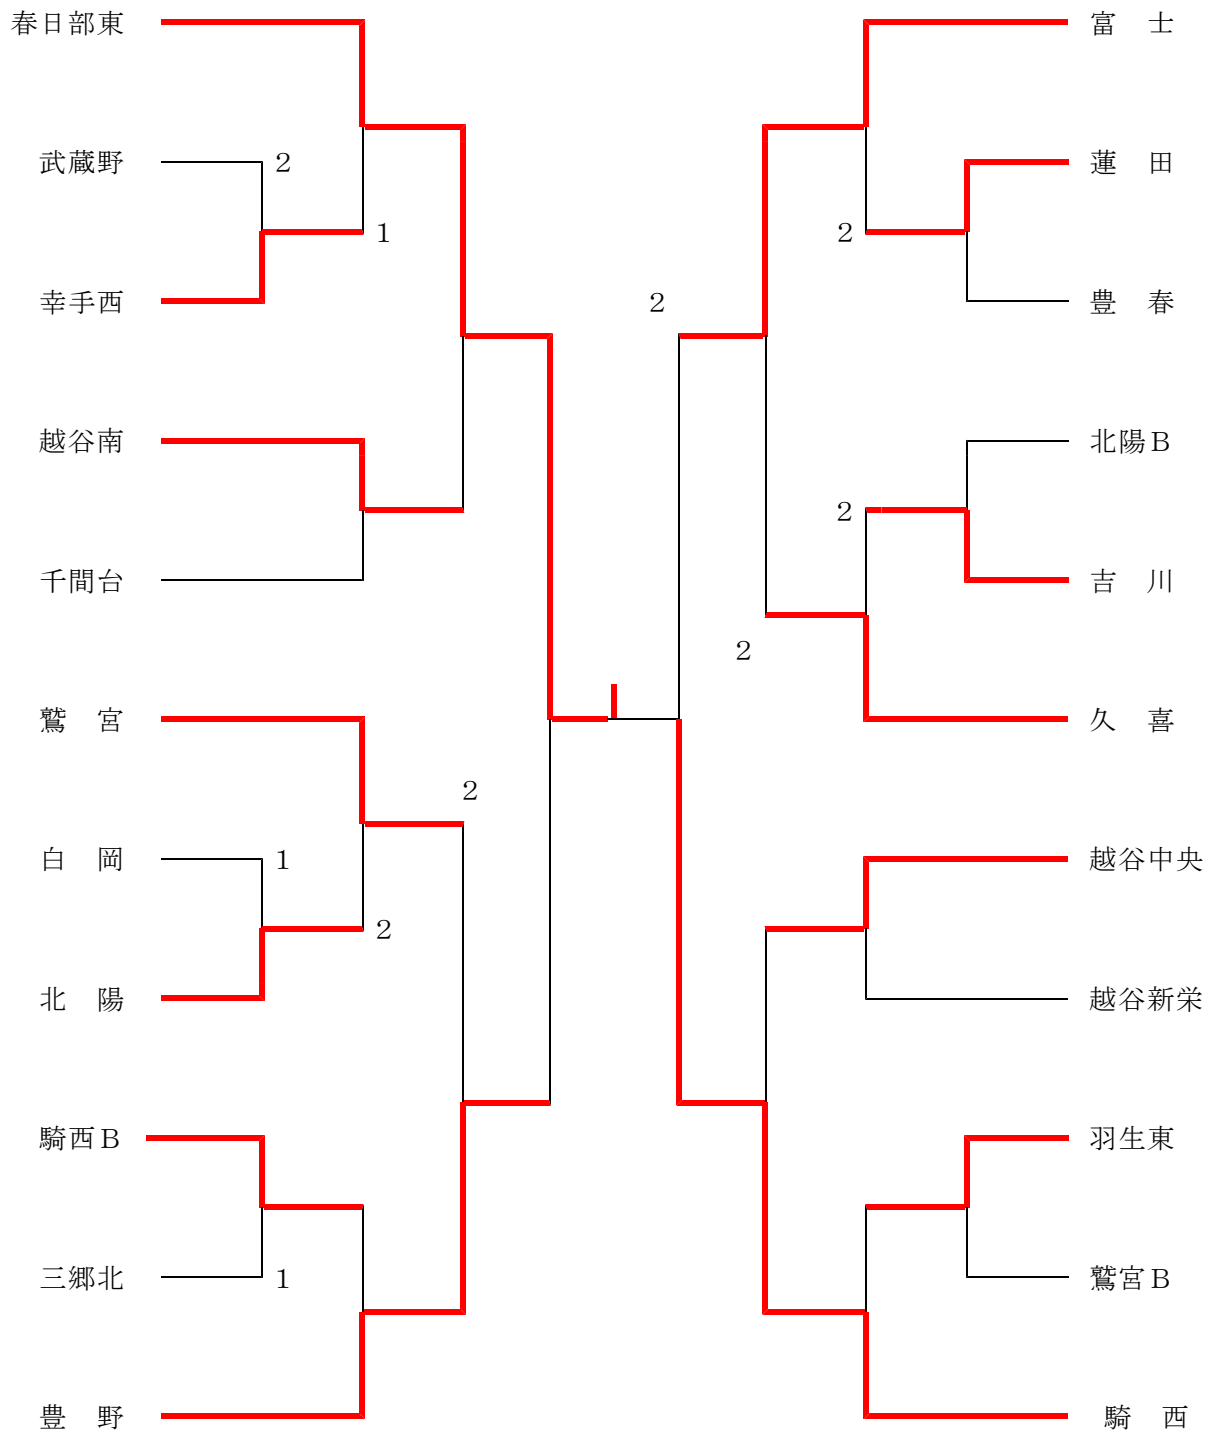 春日部東
富　士
武蔵野
２
蓮　田
１
２
幸手西
２
豊　春
越谷南
北陽Ｂ
２
千間台
吉　川
２
鷲　宮
久　喜
２
白　岡
１
越谷中央
２
北　陽
越谷新栄
騎西Ｂ
羽生東
三郷北
１
鷲宮Ｂ
豊　野
騎　西